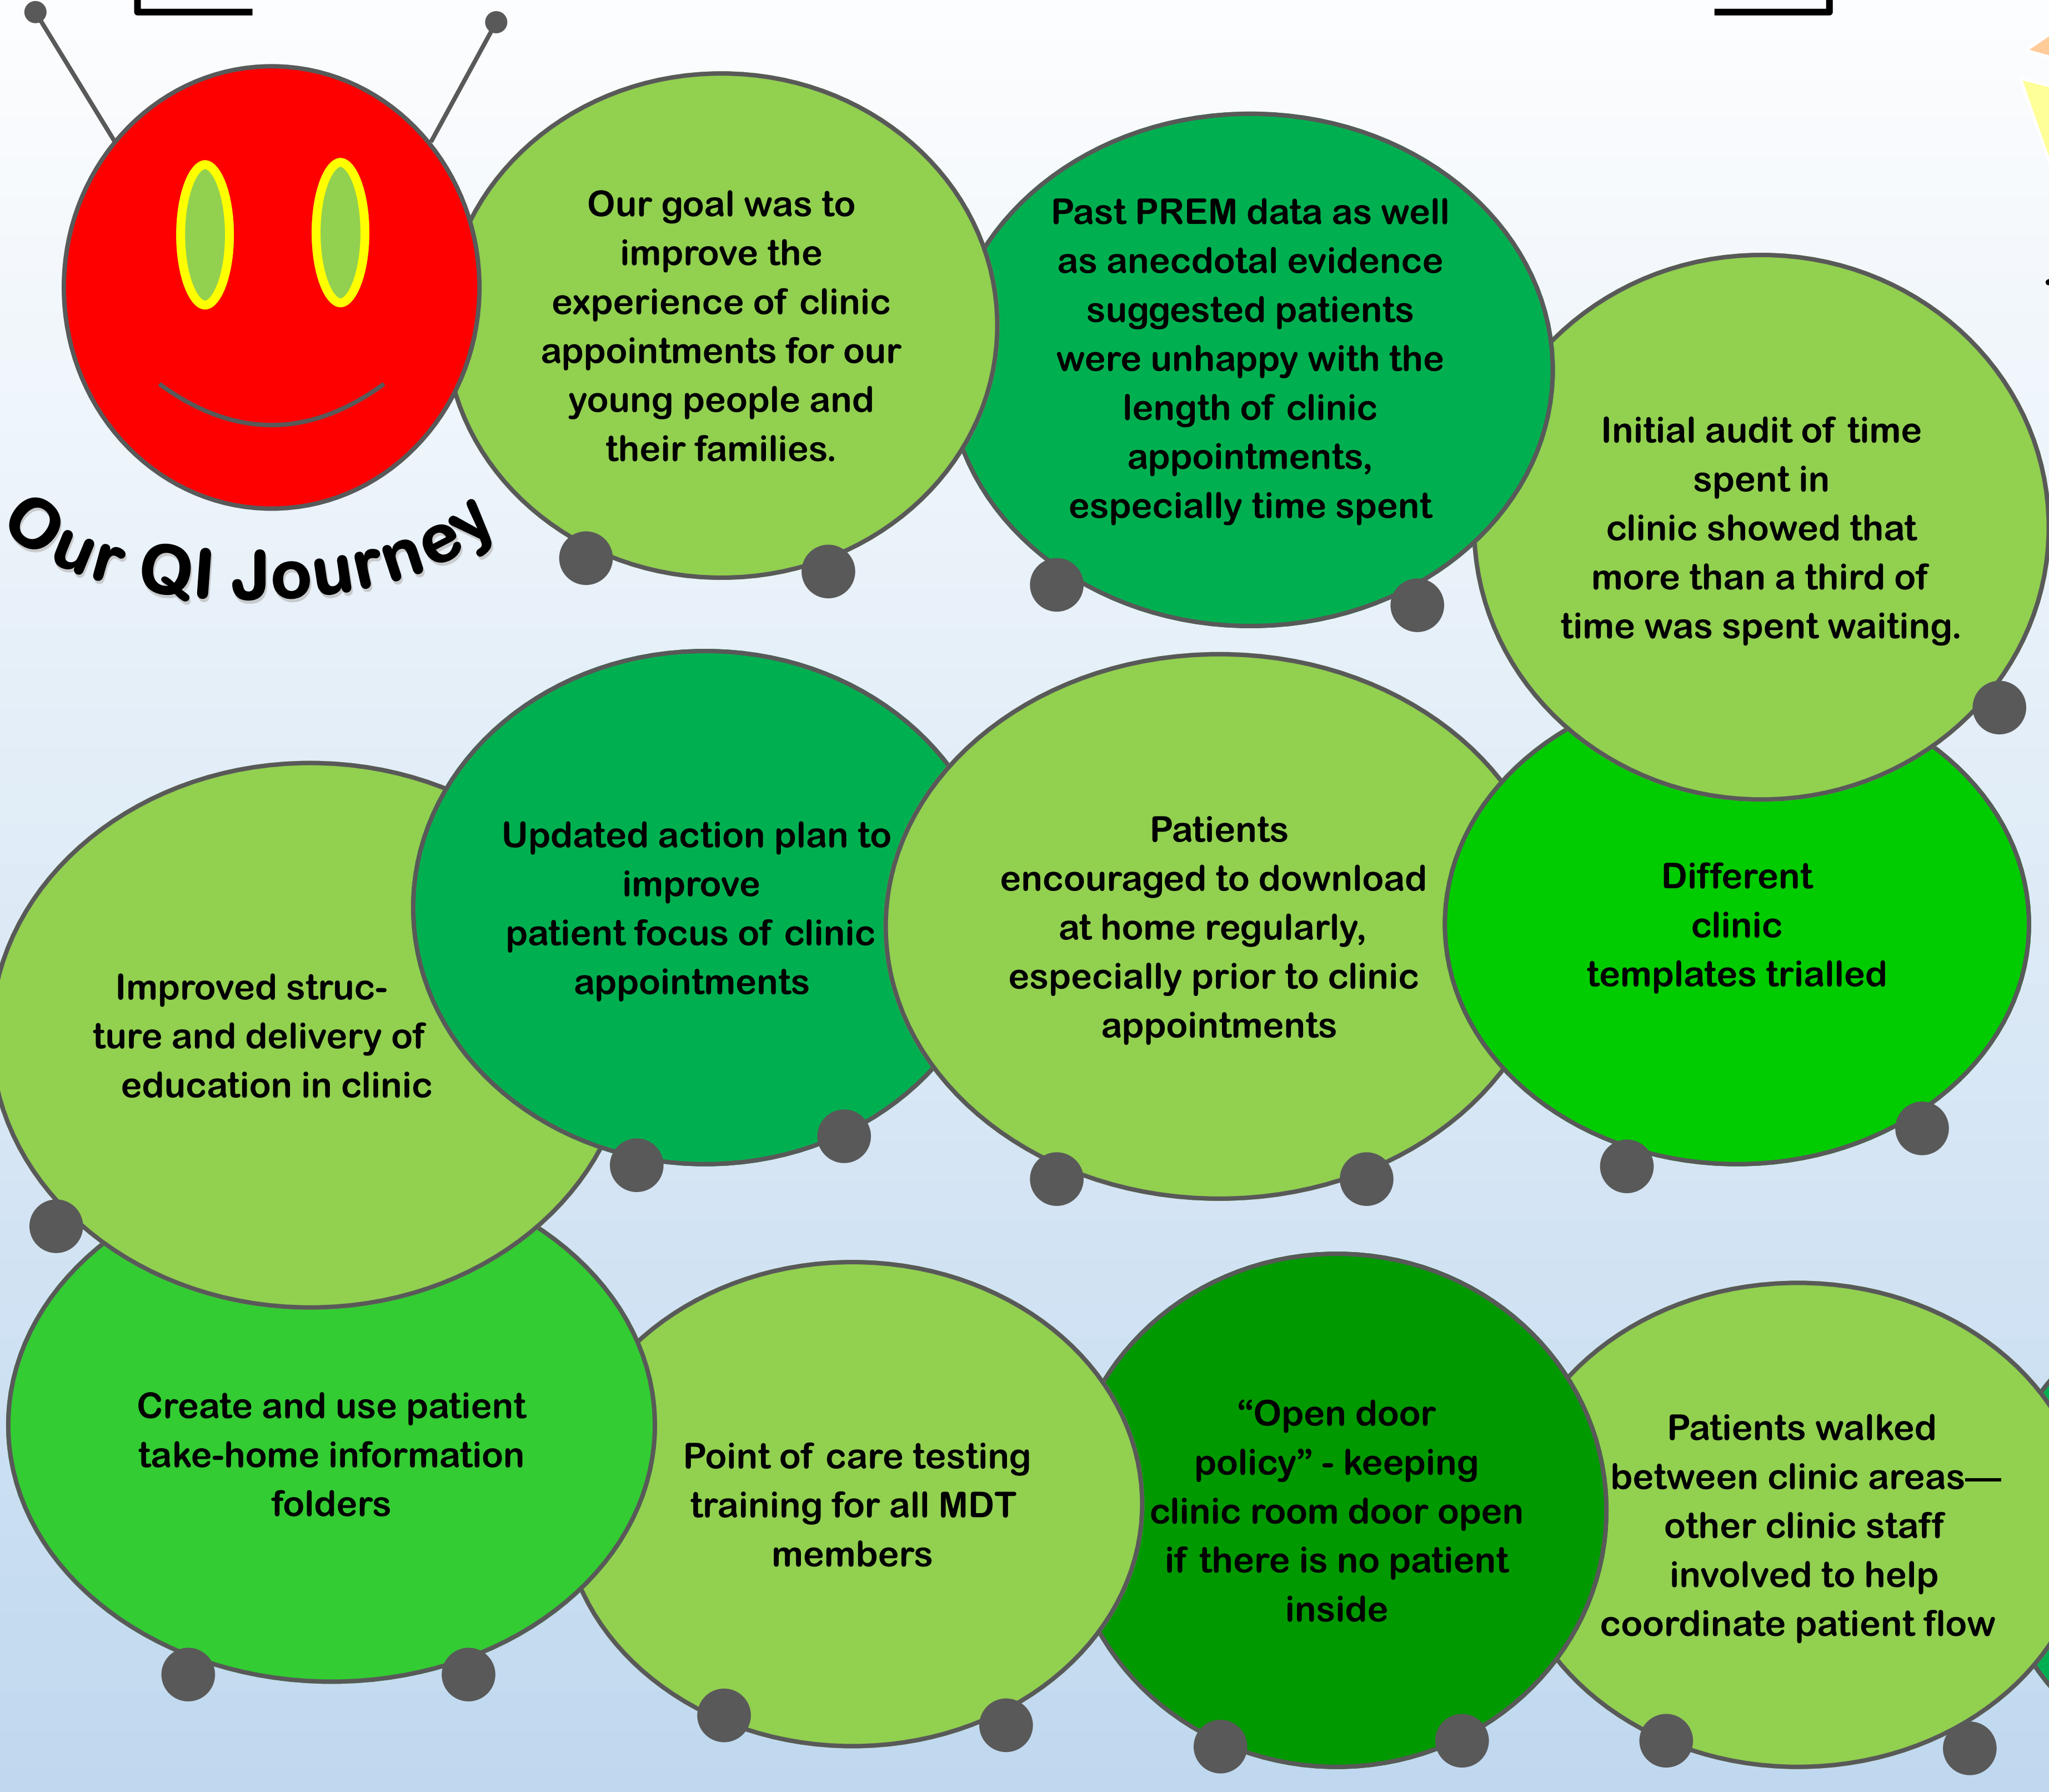 Our QI Journey
Our goal was to
improve the
experience of clinic
appointments for our
young people and
their families.
Past PREM data as well
as anecdotal evidence
suggested patients
were unhappy with the
length of clinic
appointments,
especially time spent
Initial audit of time
spent in
clinic showed that
more than a third of
time was spent waiting.
Different
clinic
templates trialled
Patients
encouraged to download
at home regularly,
especially prior to clinic
appointments
Updated action plan to
improve
patient focus of clinic
appointments
Improved struc-
ture and delivery of
education in clinic
Create and use patient
take-home information
folders
Point of care testing
training for all MDT
members
“Open door
policy” - keeping
clinic room door open
if there is no patient
inside
Patients walked
between clinic areas—
other clinic staff
involved to help
coordinate patient flow